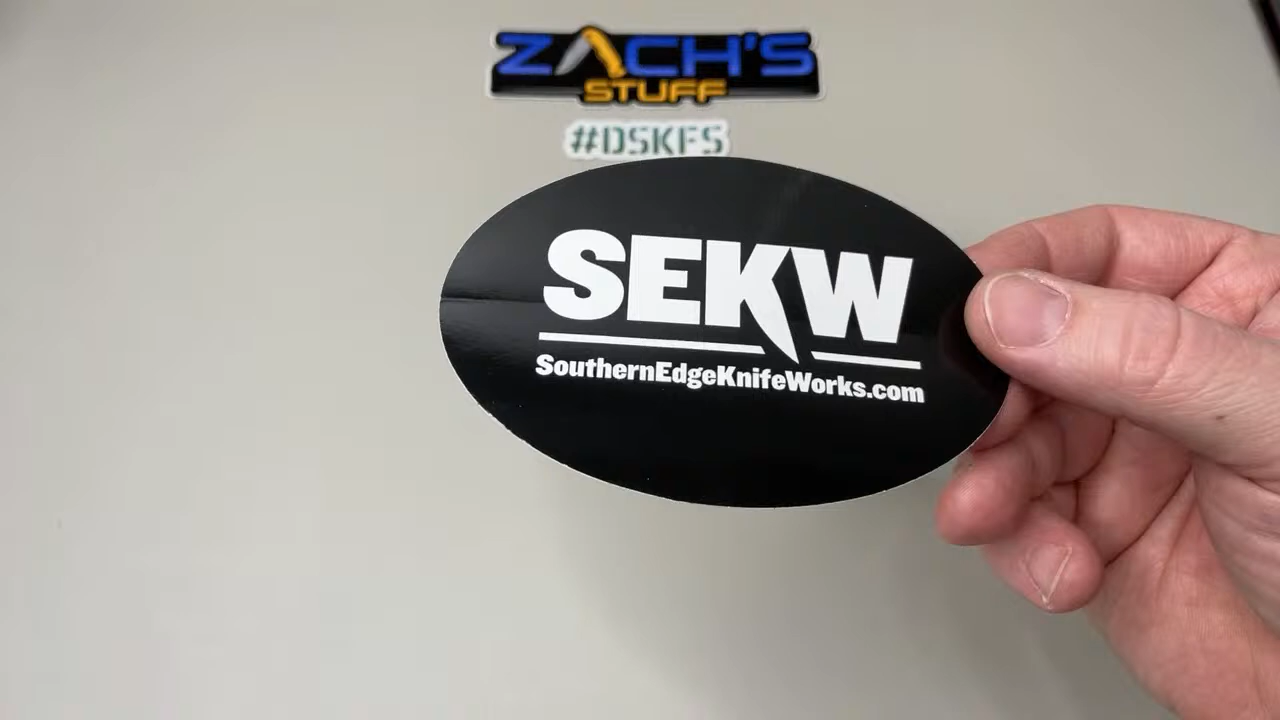 ZACH'S
STUFF
#DSKFS
SEKW
SouthernEdgeKnifeWorks.com